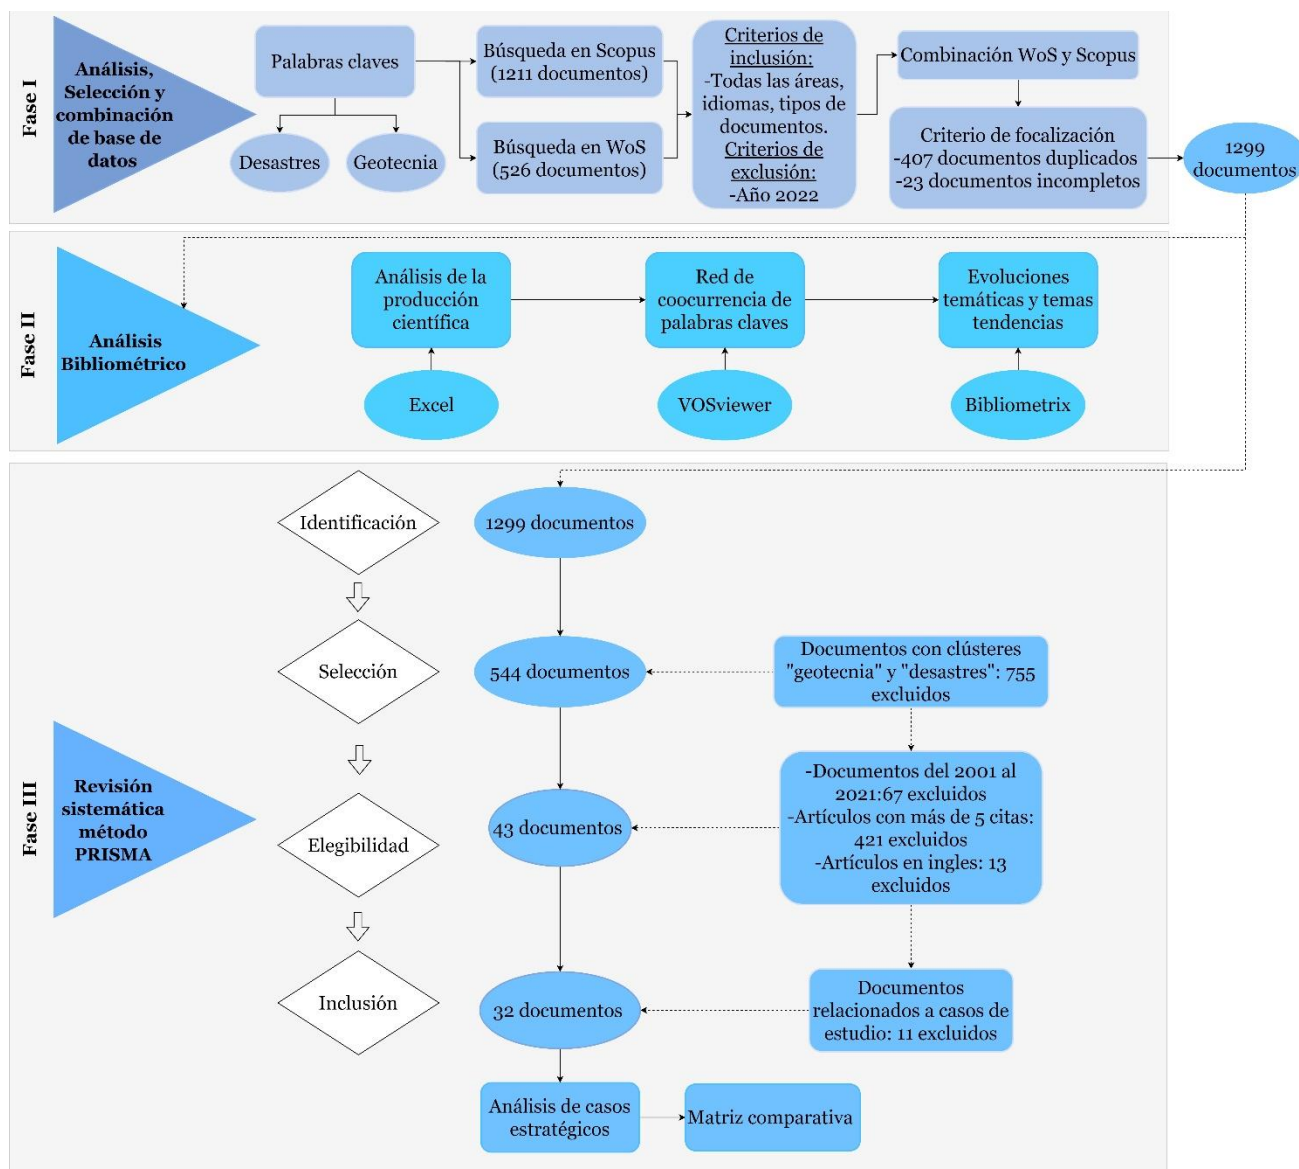 Fase I
Análisis,
Selección y
combinación
de base de
datos
Palabras claves
Desastres
Geotecnia
Búsqueda en Scopus
(1211 documentos)
Búsqueda en WoS
(526 documentos)
Criterios de
inclusión:
-Todas las áreas,
idiomas, tipos de
documentos.
Criterios de
exclusión:
-Año 2022
Combinación WoS y Scopus
Criterio de focalización
-407 documentos duplicados
-23 documentos incompletos
1299
documentos
Fase II
Análisis
Bibliométrico
Análisis de la
producción
científica
Red de
coocurrencia de
palabras claves
Evoluciones
temáticas y temas
tendencias
Excel
VOSviewer
Bibliometrix
Fase III
Revisión
sistemática
método
PRISMA
Identificación
1299 documentos
Selección
544 documentos
Documentos con clústeres
"geotecnia" y "desastres": 755
excluidos
Elegibilidad
43 documentos
-Documentos del 2001 al
2021:67 excluidos
-Artículos con más de 5 citas:
421 excluidos
-Artículos en ingles: 13
excluidos
Inclusión
32 documentos
Documentos
relacionados a casos de
estudio: 11 excluidos
Análisis de casos
estratégicos
Matriz comparativa